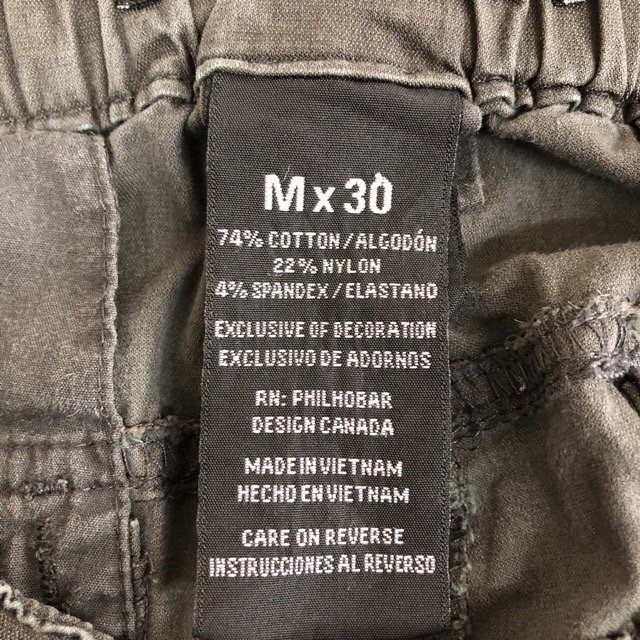 M x 30
74% COTTON/ALGODÓN
22% NYLON
4% SPANDEX/ELASTANO
EXCLUSIVE OF DECORATION
EXCLUSIVO DE ADORNOS
RN: PHILHOBAR
DESIGN CANADA
MADE IN VIETNAM
HECHO EN VIETNAM
CARE ON REVERSE
INSTRUCCIONES AL REVERSO